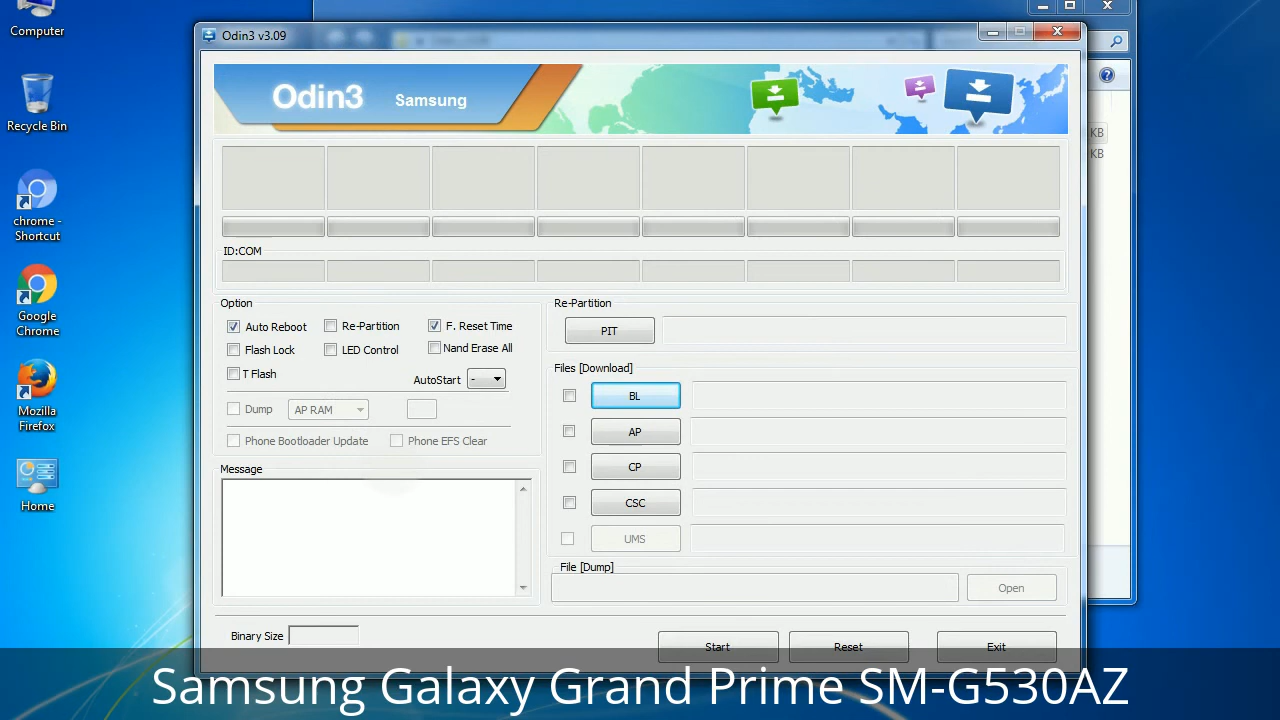 Computer
Recycle Bin
chrome -
Shortcut
Google
Chrome
Mozilla
Firefox
Home
Odin3 v3.09
KB
KB
Odin3 Samsung
ID:COM
Option
Auto Reboot
Re-Partition
F. Reset Time
Flash Lock
LED Control
Nand Erase All
T Flash
AutoStart -
Dump
AP RAM
Phone Bootloader Update
Phone EFS Clear
Message
Re-Partition
PIT
Files [Download]
BL
AP
CP
CSC
UMS
File [Dump]
Open
Binary Size
Start
Reset
Exit
Samsung Galaxy Grand Prime SM-G530AZ